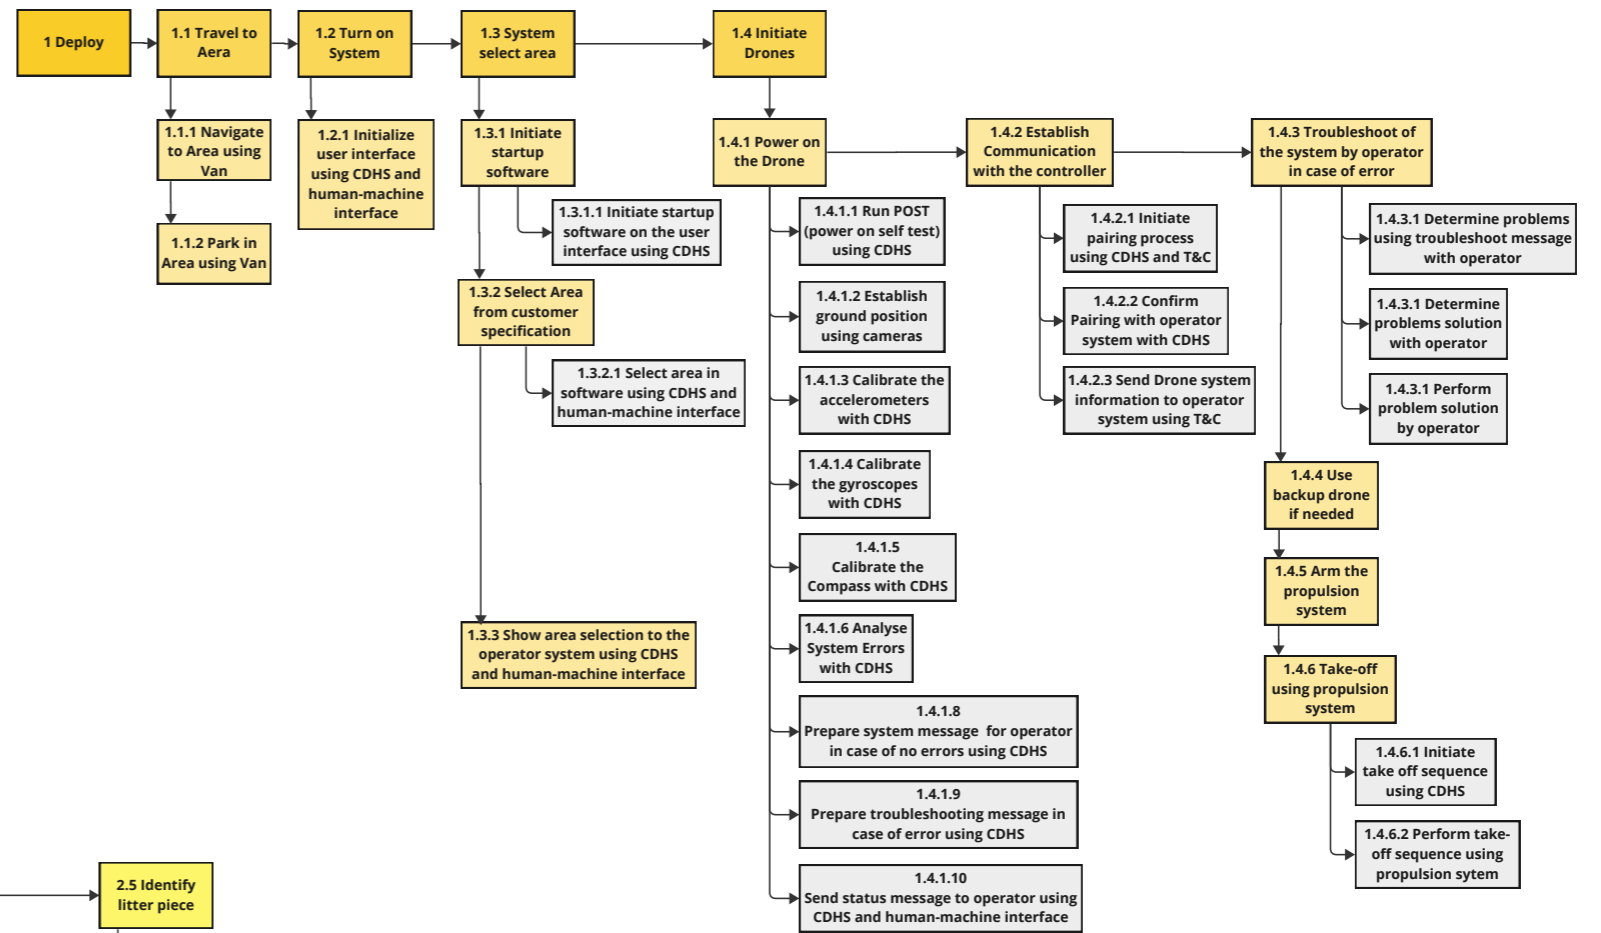 1 Deploy
1.1 Travel to
Aera
1.2 Turn on
System
1.3 System
select area
1.4 Initiate
Drones
1.1.1 Navigate
to Area using
Van
1.1.2 Park in
Area using Van
1.2.1 Initialize
user interface
using CDHS and
human-machine
interface
1.3.1 Initiate
startup
software
1.3.1.1 Initiate startup
software on the user
interface using CDHS
1.3.2 Select Area
from customer
specification
1.3.2.1 Select area in
software using CDHS and
human-machine interface
1.3.3 Show area selection to the
operator system using CDHS
and human-machine interface
1.4.1 Power on
the Drone
1.4.1.1 Run POST
(power on self test)
using CDHS
1.4.1.2 Establish
ground position
using cameras
1.4.1.3 Calibrate the
accelerometers
with CDHS
1.4.1.4 Calibrate
the gyroscopes
with CDHS
1.4.1.5
Calibrate the
Compass with CDHS
1.4.1.6 Analyse
System Errors
with CDHS
1.4.1.8
Prepare system message for operator
in case of no errors using CDHS
1.4.1.9
Prepare troubleshooting message in
case of error using CDHS
1.4.1.10
Send status message to operator using
CDHS and human-machine interface
1.4.2 Establish
Communication
with the controller
1.4.2.1 Initiate
pairing process
using CDHS and T&C
1.4.2.2 Confirm
Pairing with operator
system with CDHS
1.4.2.3 Send Drone system
information to operator
system using T&C
1.4.3 Troubleshoot of
the system by operator
in case of error
1.4.3.1 Determine problems
using troubleshoot message
with operator
1.4.3.1 Determine
problems solution
with operator
1.4.3.1 Perform
problem solution
by operator
1.4.4 Use
backup drone
if needed
1.4.5 Arm the
propulsion
system
1.4.6 Take-off
using propulsion
system
1.4.6.1 Initiate
take off sequence
using CDHS
1.4.6.2 Perform take-
off sequence using
propulsion sytem
2.5 Identify
litter piece